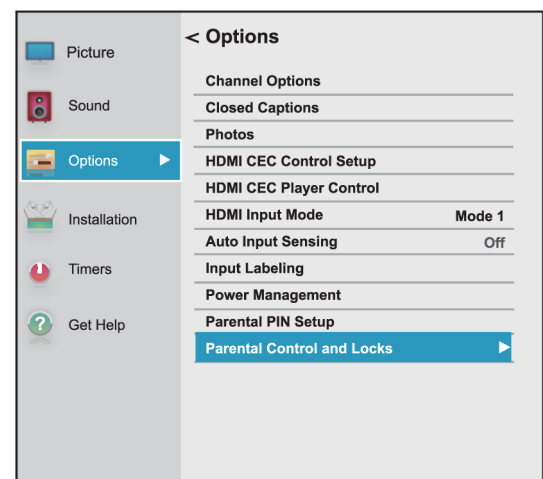 Picture
Sound
Options
Installation
Timers
Get Help
< Options
Channel Options
Closed Captions
Photos
HDMI CEC Control Setup
HDMI CEC Player Control
HDMI Input Mode Mode 1
Auto Input Sensing Off
Input Labeling
Power Management
Parental PIN Setup
Parental Control and Locks